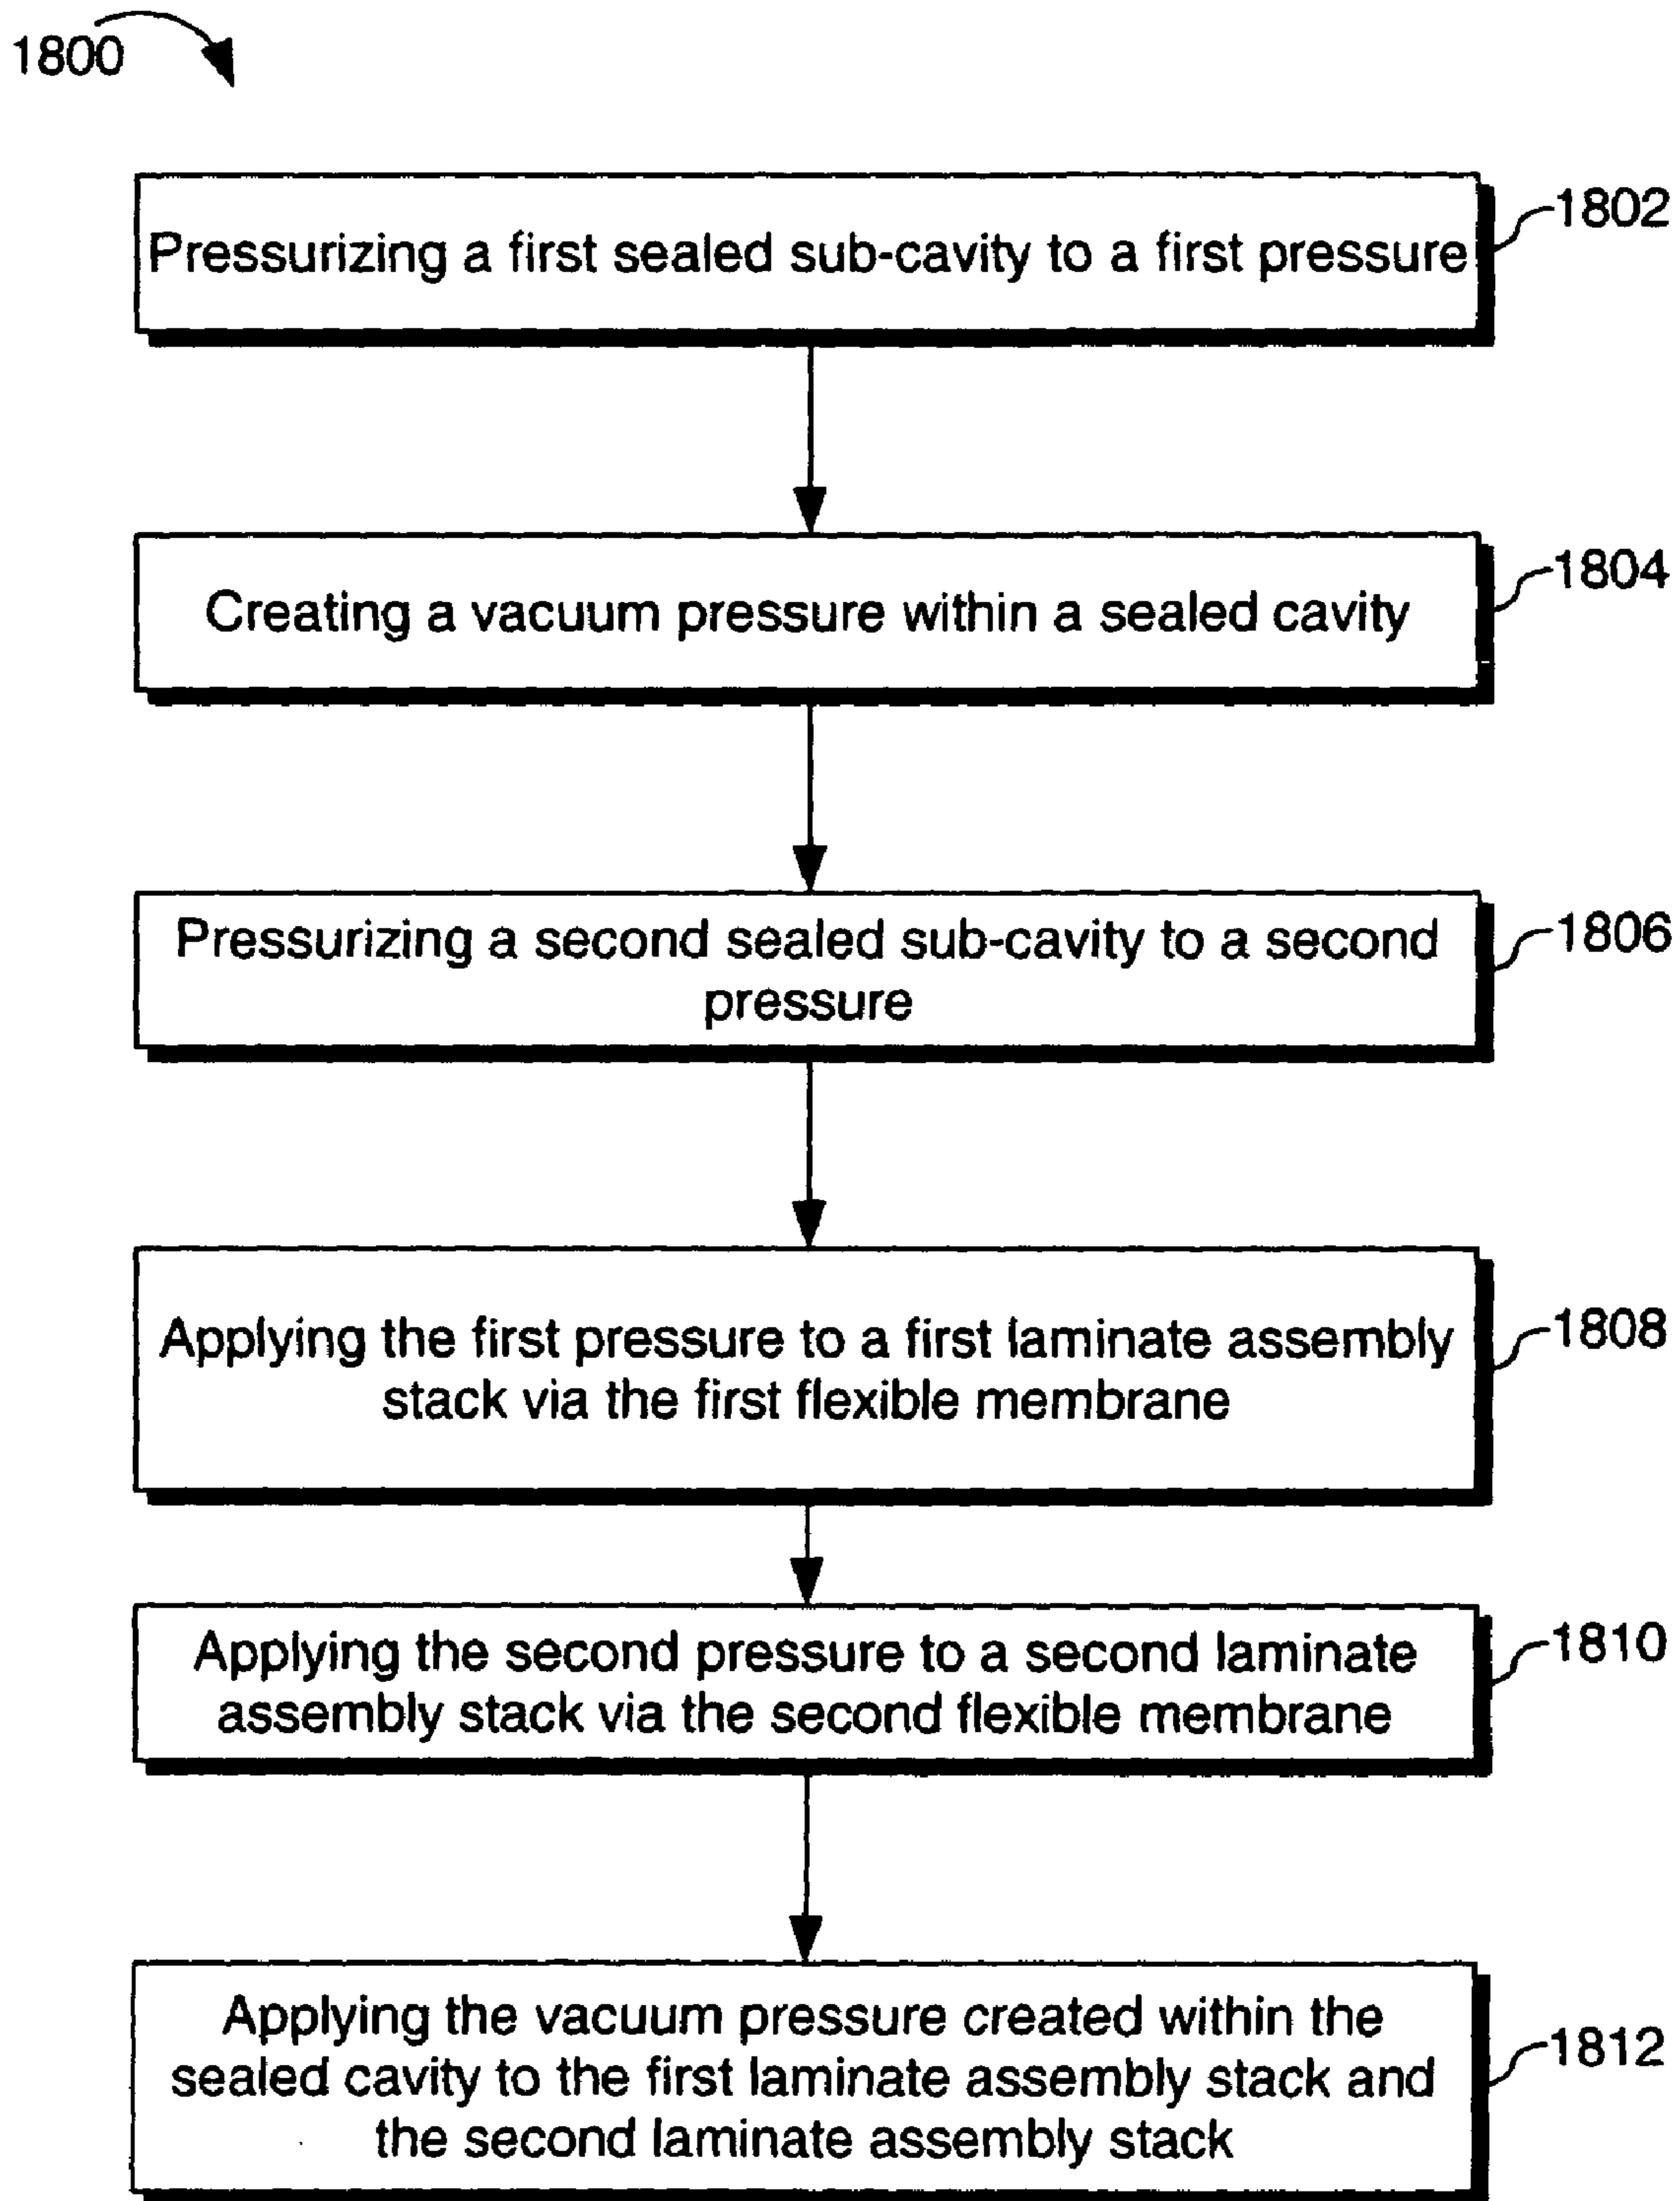 1800
Pressurizing a first sealed sub-cavity to a first pressure
1802
Creating a vacuum pressure within a sealed cavity
1804
Pressurizing a second sealed sub-cavity to a second
pressure
1806
Applying the first pressure to a first laminate assembly
stack via the first flexible membrane
1808
Applying the second pressure to a second laminate
assembly stack via the second flexible membrane
1810
Applying the vacuum pressure created within the
sealed cavity to the first laminate assembly stack and
the second laminate assembly stack
1812